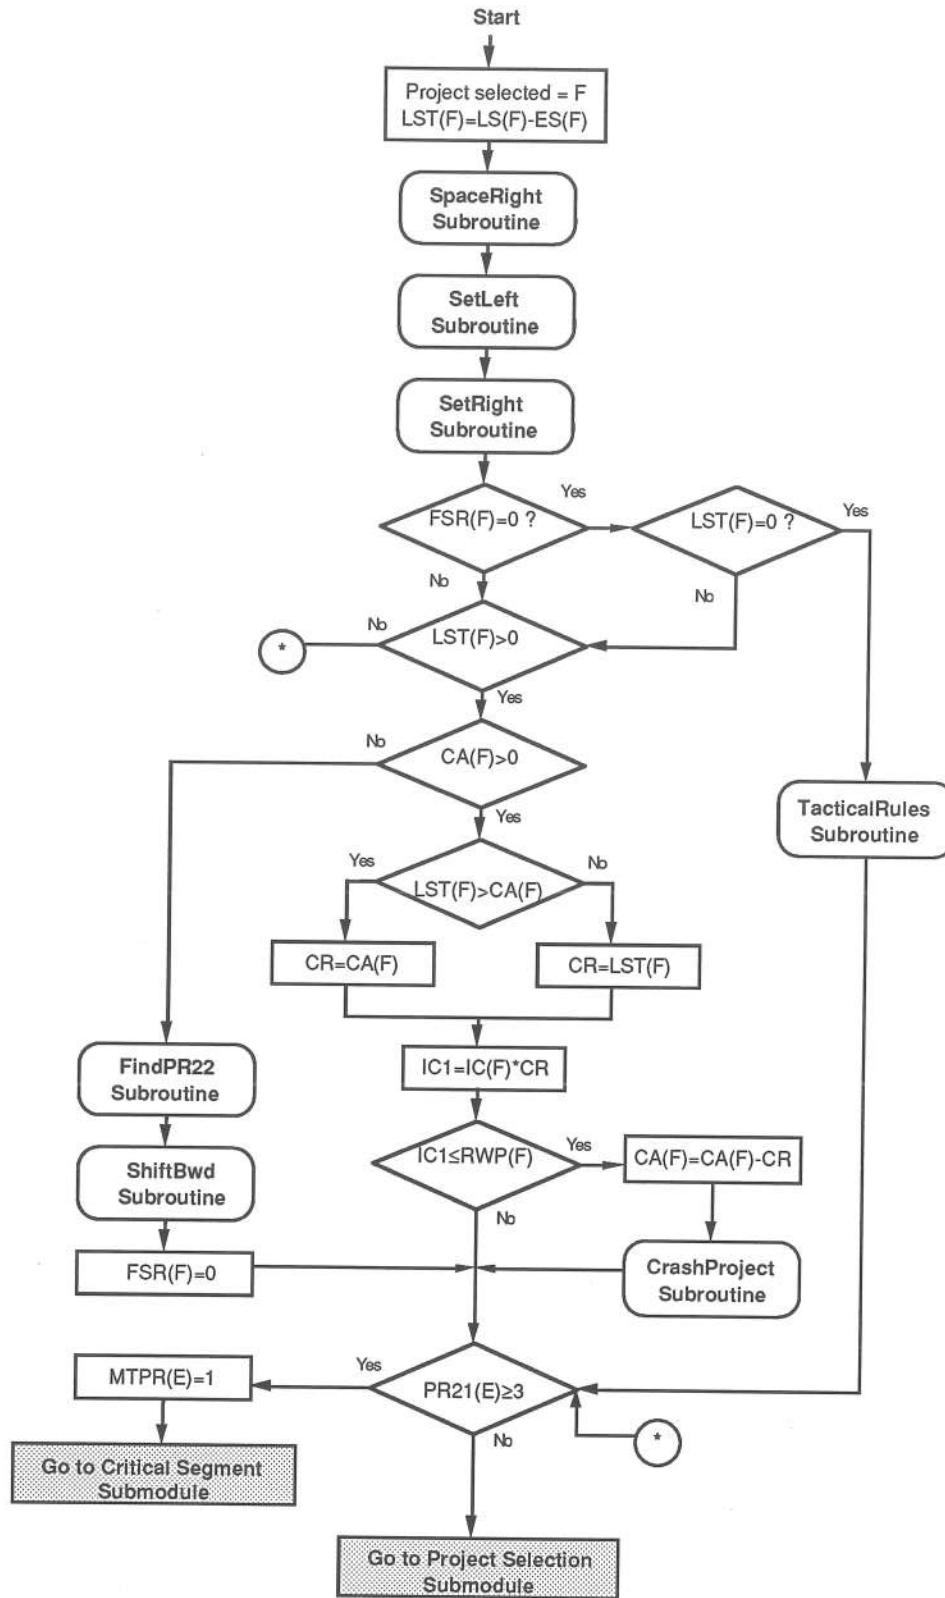 Start
Project selected = F
LST(F)=LS(F)-ES(F)
SpaceRight
Subroutine
SetLeft
Subroutine
SetRight
Subroutine
FSR(F)=0 ?
Yes
LST(F)=0 ?
Yes
No
No
LST(F)>0
No
*
Yes
CA(F)>0
No
Yes
TacticalRules
Subroutine
LST(F)>CA(F)
Yes
No
CR=CA(F)
CR=LST(F)
IC1=IC(F)*CR
FindPR22
Subroutine
IC1≤RWP(F)
Yes
CA(F)=CA(F)-CR
No
ShiftBwd
Subroutine
CrashProject
Subroutine
FSR(F)=0
PR21(E)≥3
Yes
MTPR(E)=1
No
*
Go to Critical Segment
Submodule
Go to Project Selection
Submodule